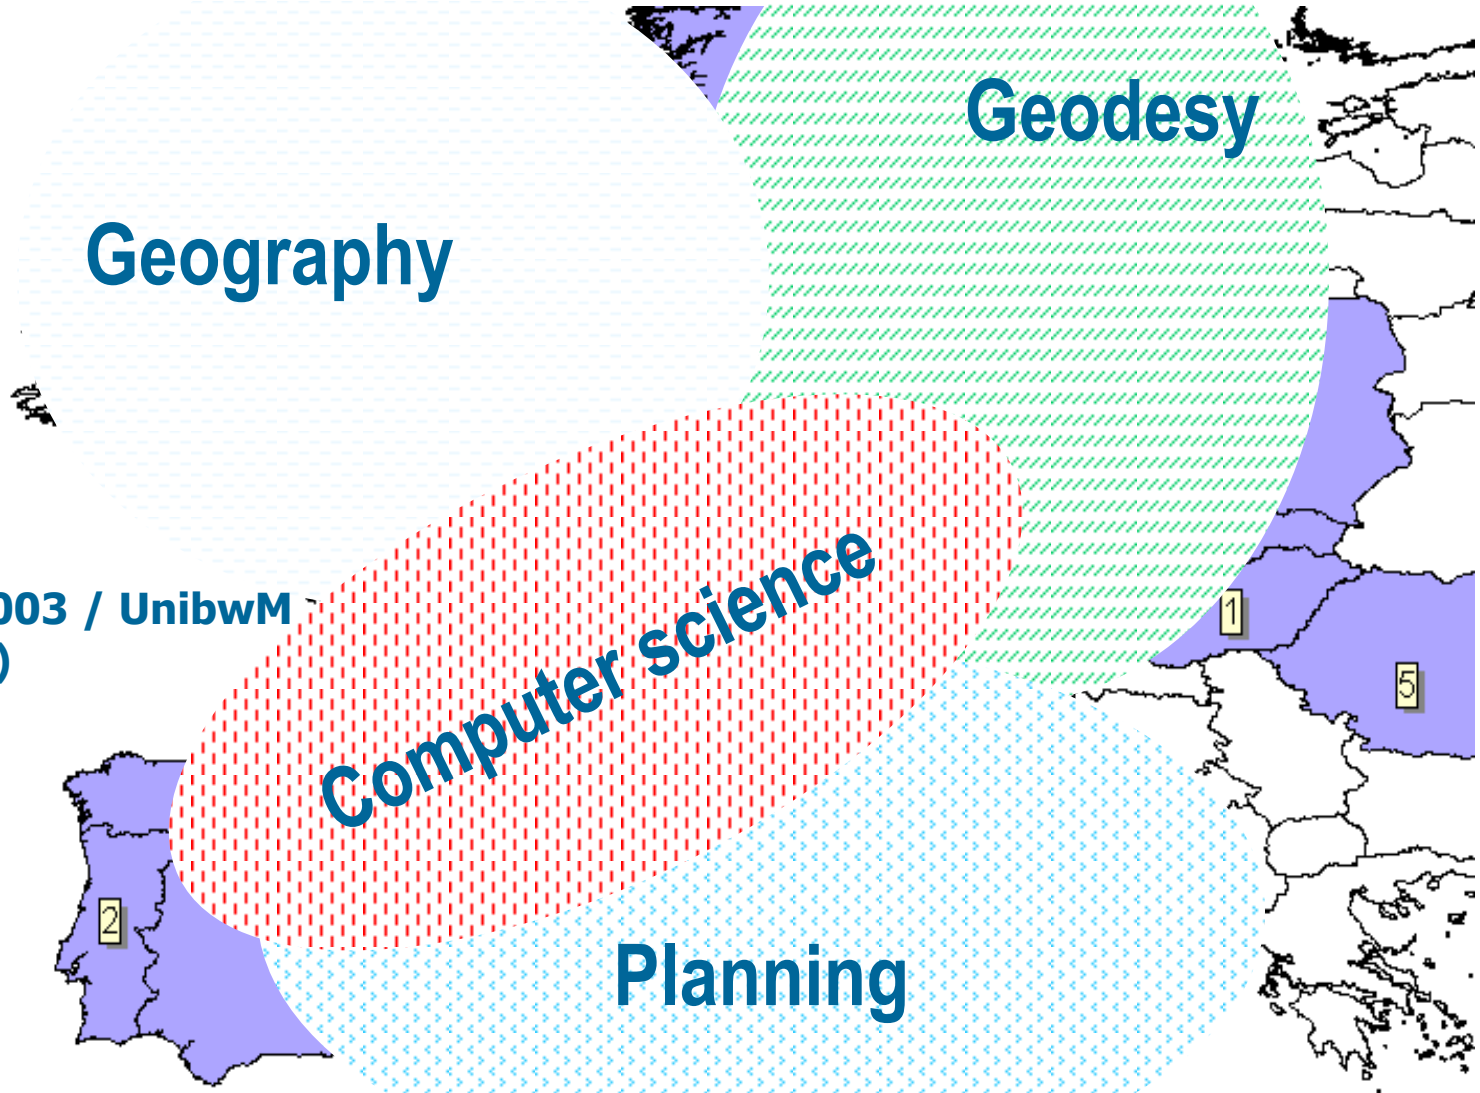 Geodesy
Geography
Computer science
003 / UnibwM
)
1
5
2
Planning